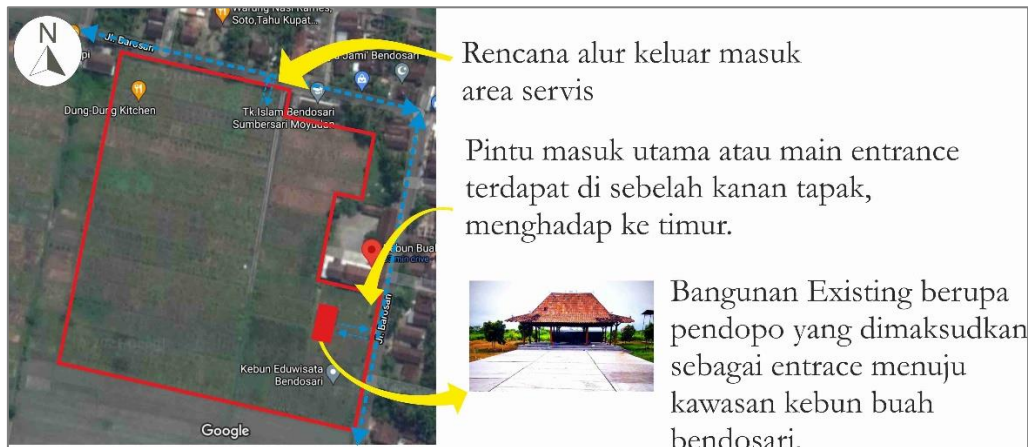 N
Warung Nasi Rames,
Soto,Tahu Kupat...
Jl. Barosari
Jami' Bendosari
Dung-Dung Kitchen
Tk.Islam Bendosari
Sumbersari Moyudan
bun Bua
Jl. Barosari
Kebun Eduwisata
Bendosari
Google
Rencana alur keluar masuk
area servis
Pintu masuk utama atau main entrance
terdapat di sebelah kanan tapak,
menghadap ke timur.
Bangunan Existing berupa
pendopo yang dimaksudkan
sebagai entrace menuju
kawasan kebun buah
bendosari.